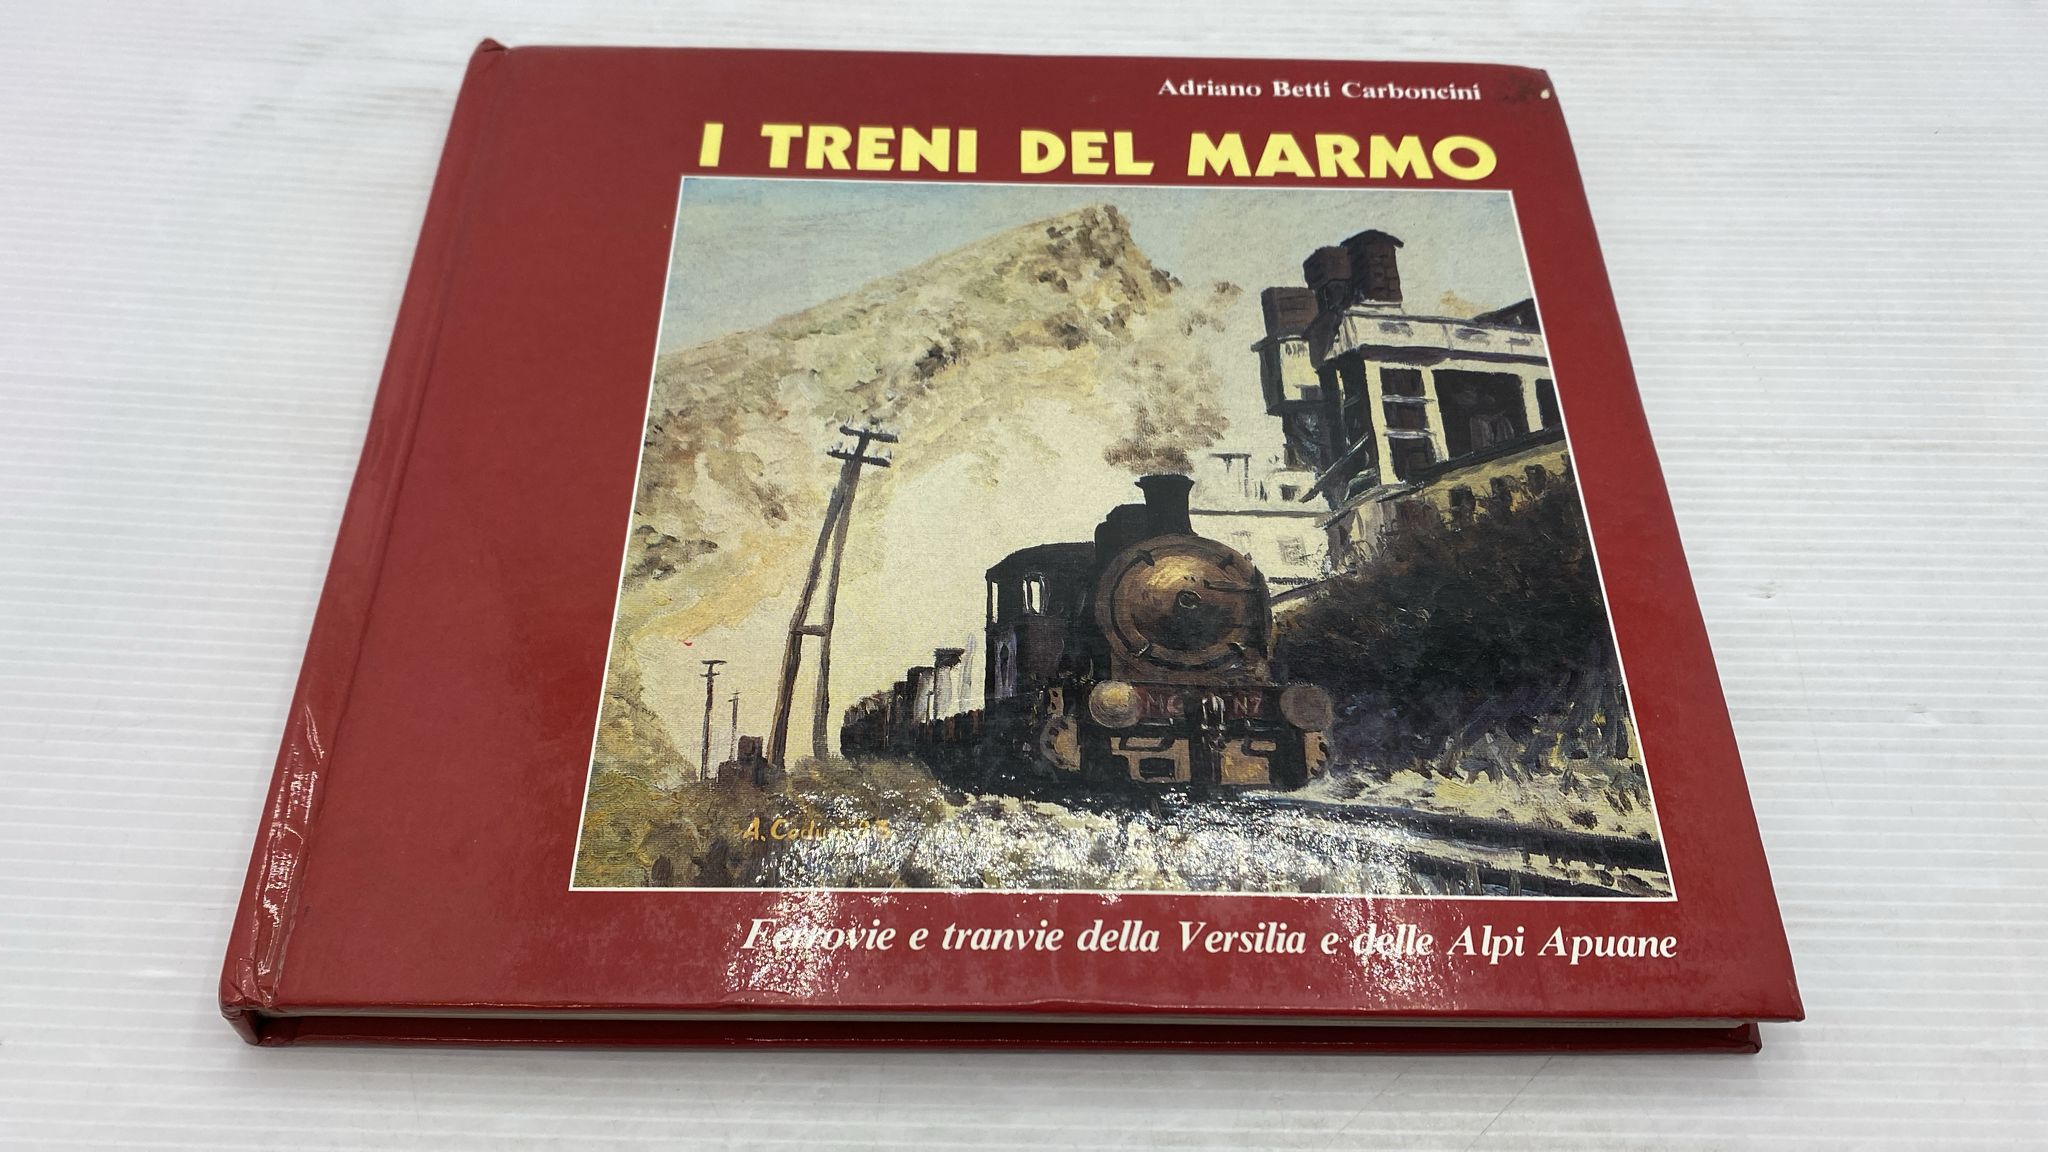 Adriano Betti Carboncini
I TRENI DEL MARMO
Ferrovie e tranvie della Versilia e delle Alpi Apuane